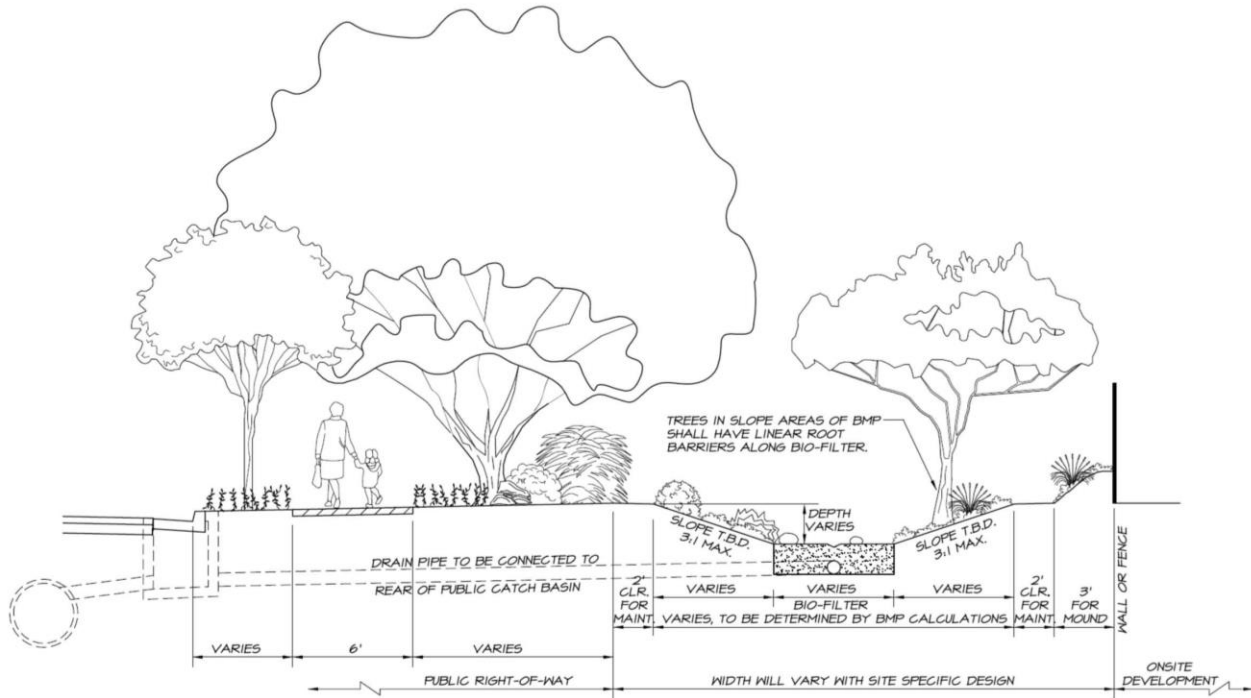 TREES IN SLOPE AREAS OF BMP
SHALL HAVE LINEAR ROOT
BARRIERS ALONG BIO-FILTER.
DEPTH
VARIES
SLOPE T.B.D.
3:1 MAX.
SLOPE T.B.D.
3:1 MAX.
DRAIN PIPE TO BE CONNECTED TO
REAR OF PUBLIC CATCH BASIN
2'
CLR.
FOR
MAINT.
VARIES
VARIES
BIO-FILTER
VARIES
VARIES, TO BE DETERMINED BY BMP CALCULATIONS
2'
CLR.
FOR
MAINT.
3'
FOR
MOUND
WALL OR FENCE
VARIES
6'
VARIES
PUBLIC RIGHT-OF-WAY
WIDTH WILL VARY WITH SITE SPECIFIC DESIGN
ONSITE
DEVELOPMENT